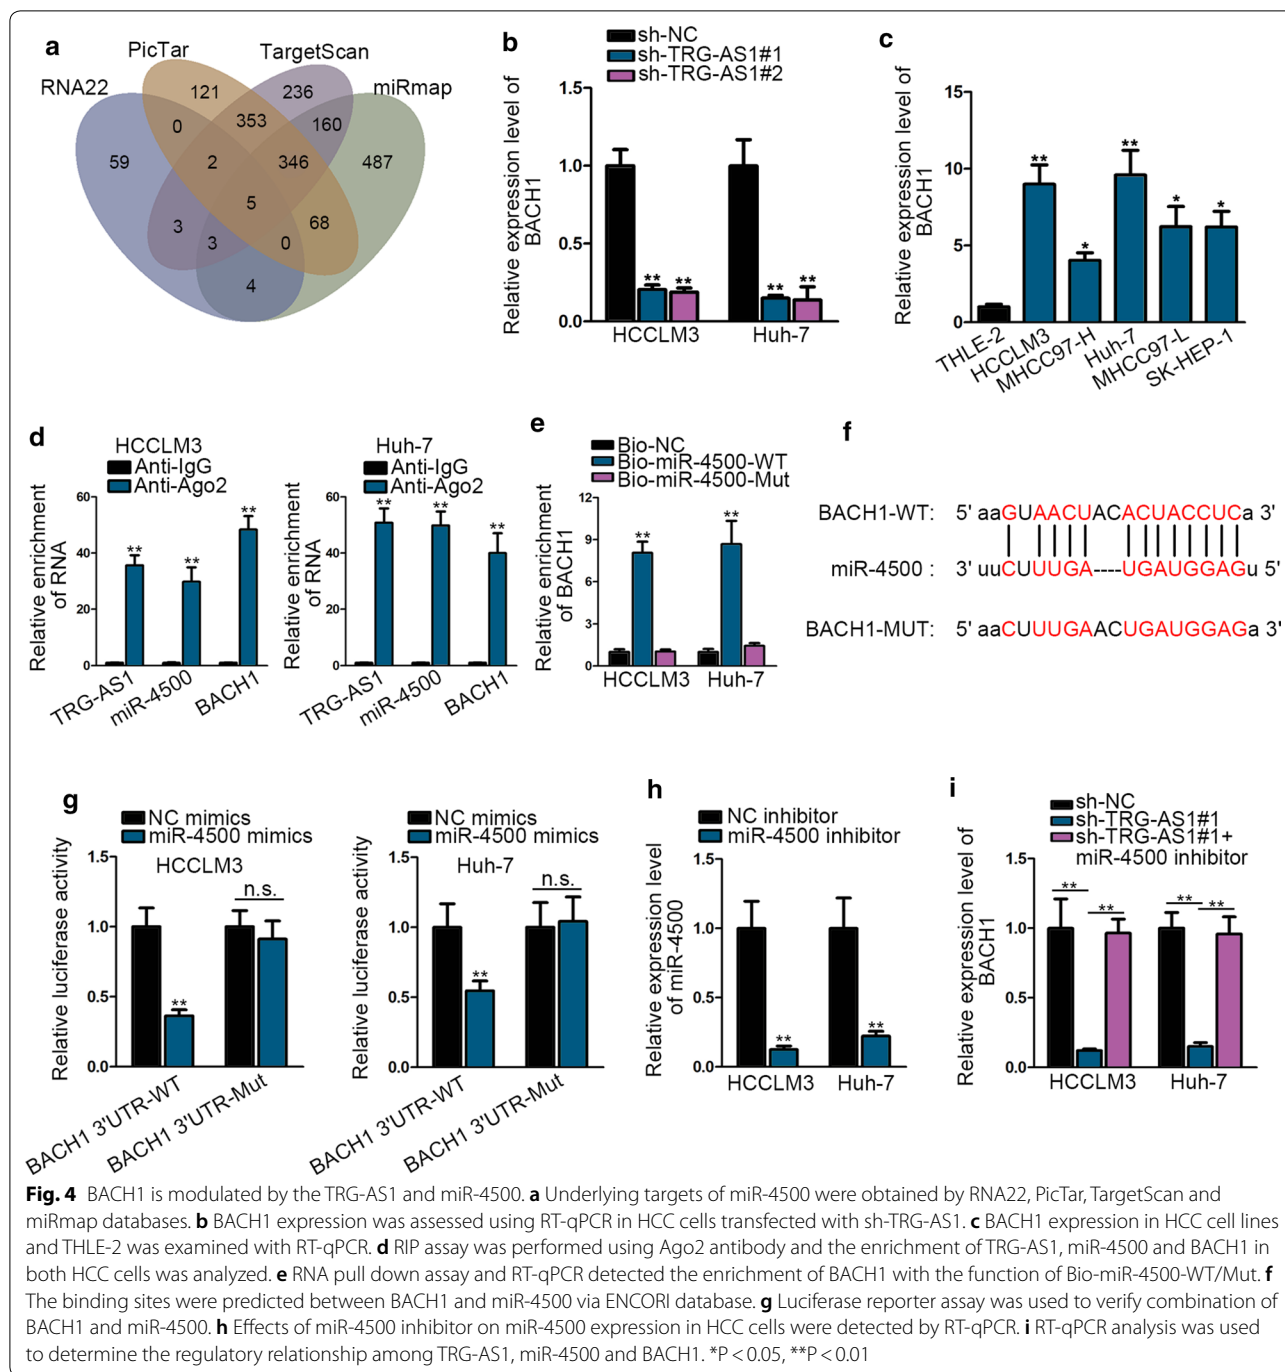 a
PicTar
TargetScan
RNA22
miRmap
121
236
0
353
160
59
2
346
487
5
3
3
0
68
4
b
sh-NC
sh-TRG-AS1#1
sh-TRG-AS1#2
Relative expression level of
BACH1
1.5
1.0
0.5
0.0
** **
** **
HCCLM3
Huh-7
c
Relative expression level of
BACH1
15
10
5
0
**
*
**
*
*
THLE-2
HCCLM3
MHCC97-H
Huh-7
MHCC97-L
SK-HEP-1
d
HCCLM3
Anti-IgG
Anti-Ago2
Relative enrichment
of RNA
60
40
20
0
**
**
**
TRG-AS1
miR-4500
BACH1
Huh-7
Anti-IgG
Anti-Ago2
Relative enrichment
of RNA
60
40
20
0
**
**
**
TRG-AS1
miR-4500
BACH1
e
Bio-NC
Bio-miR-4500-WT
Bio-miR-4500-Mut
Relative enrichment
of BACH1
12
9
6
3
0
**
**
HCCLM3
Huh-7
f
BACH1-WT: 5' aaGUAACUACACUACCUCa 3'
miR-4500 : 3' uuCUUUGA----UGAUGGAGu 5'
BACH1-MUT: 5' aaCUUUGAACUGAUGGAGa 3'
g
NC mimics
miR-4500 mimics
Relative luciferase activity
1.5
1.0
0.5
0.0
HCCLM3
n.s.
**
BACH1 3'UTR-WT
BACH1 3'UTR-Mut
NC mimics
miR-4500 mimics
Relative luciferase activity
1.5
1.0
0.5
0.0
Huh-7
n.s.
**
BACH1 3'UTR-WT
BACH1 3'UTR-Mut
h
NC inhibitor
miR-4500 inhibitor
Relative expression level
of miR-4500
1.5
1.0
0.5
0.0
**
**
HCCLM3
Huh-7
i
sh-NC
sh-TRG-AS1#1
sh-TRG-AS1#1+
miR-4500 inhibitor
Relative expression level of
BACH1
1.5
1.0
0.5
0.0
** **
** **
HCCLM3
Huh-7
Fig. 4 BACH1 is modulated by the TRG-AS1 and miR-4500. a Underlying targets of miR-4500 were obtained by RNA22, PicTar, TargetScan and
miRmap databases. b BACH1 expression was assessed using RT-qPCR in HCC cells transfected with sh-TRG-AS1. c BACH1 expression in HCC cell lines
and THLE-2 was examined with RT-qPCR. d RIP assay was performed using Ago2 antibody and the enrichment of TRG-AS1, miR-4500 and BACH1 in
both HCC cells was analyzed. e RNA pull down assay and RT-qPCR detected the enrichment of BACH1 with the function of Bio-miR-4500-WT/Mut. f
The binding sites were predicted between BACH1 and miR-4500 via ENCORI database. g Luciferase reporter assay was used to verify combination of
BACH1 and miR-4500. h Effects of miR-4500 inhibitor on miR-4500 expression in HCC cells were detected by RT-qPCR. i RT-qPCR analysis was used
to determine the regulatory relationship among TRG-AS1, miR-4500 and BACH1. *P < 0.05, **P < 0.01